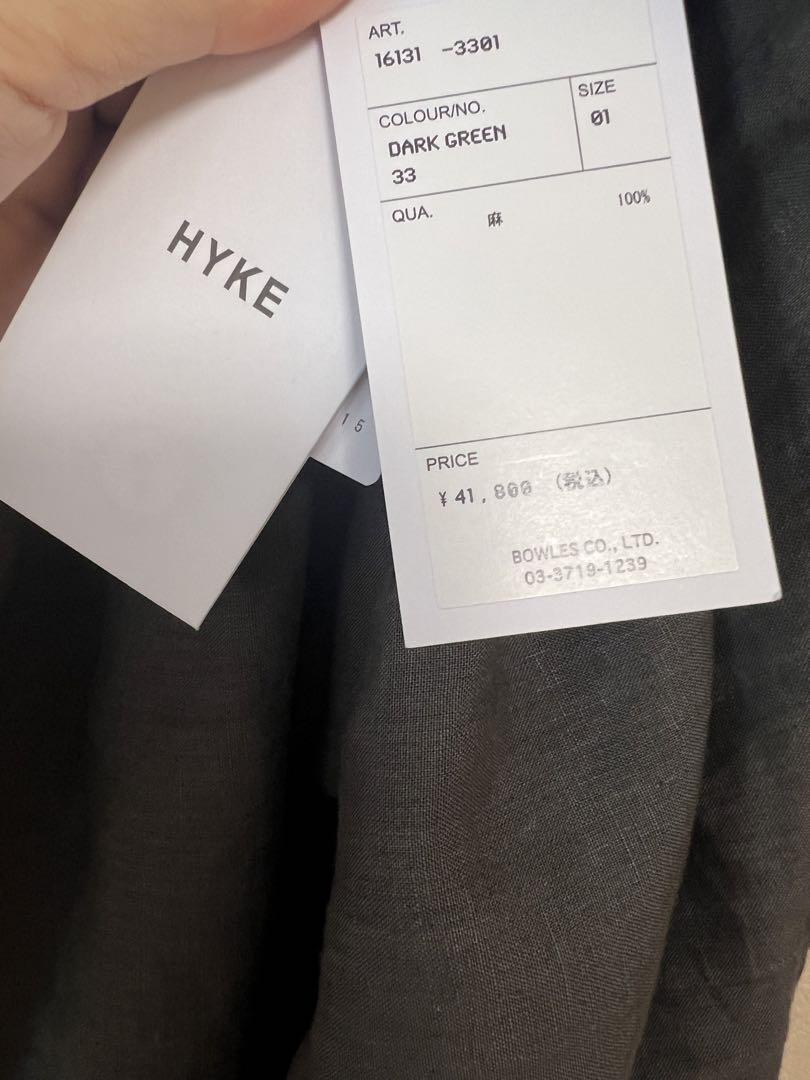 HYKE
15
ART.
16131 -3301
COLOUR/NO.
DARK GREEN
33
SIZE
01
QUA. 麻 100%
PRICE
¥41,800 (税込)
BOWLES CO., LTD.
03-3719-1239